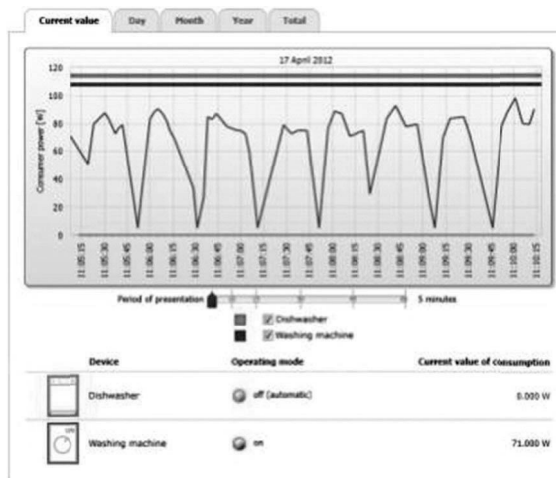 Current value Day Month Year Total
17 April 2012
Consumer power [W]
120
100
80
60
40
20
0
11:05:15 11:05:30 11:05:45 11:06:00 11:06:15 11:06:30 11:06:45 11:07:00 11:07:15 11:07:30 11:07:45 11:08:00 11:08:15 11:08:30 11:08:45 11:09:00 11:09:15 11:09:30 11:09:45 11:10:00 11:10:15
Period of presentation 5 minutes
Dishwasher
Washing machine
Device Operating mode Current value of consumption
Dishwasher off (automatic) 0.000 W
Washing machine on 71.000 W